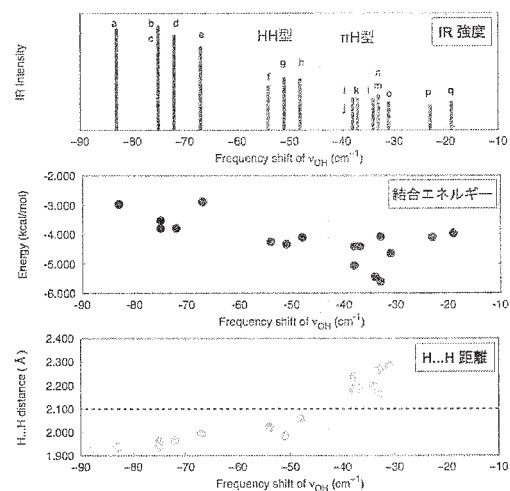 a b d
c e
HH型 πH型 IR 強度
f g h i k l n
j m o p q
IR Intensity
-90 -80 -70 -60 -50 -40 -30 -20 -10
Frequency shift of νOH (cm⁻¹)
-2.000
-3.000
-4.000
-5.000
-6.000
Energy (kcal/mol)
結合エネルギー
-90 -80 -70 -60 -50 -40 -30 -20 -10
Frequency shift of νOH (cm⁻¹)
2.400
2.300
2.200
2.100
2.000
1.900
H...H distance (Å)
H...H 距離
-90 -80 -70 -60 -50 -40 -30 -20 -10
Frequency shift of νOH (cm⁻¹)